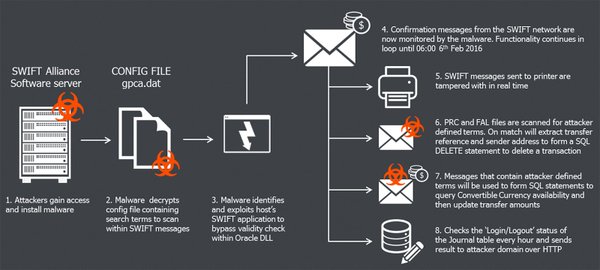 SWIFT Alliance
Software server
CONFIG FILE
gpca.dat
1. Attackers gain access
and install malware
2. Malware decrypts
config file containing
search terms to scan
within SWIFT messages
3. Malware identifies
and exploits host's
SWIFT application to
bypass validity check
within Oracle DLL
4. Confirmation messages from the SWIFT network are
now monitored by the malware. Functionality continues in
loop until 06:00 6th Feb 2016
5. SWIFT messages sent to printer are
tampered with in real time
6. PRC and FAL files are scanned for attacker
defined terms. On match will extract transfer
reference and sender address to form a SQL
DELETE statement to delete a transaction
7. Messages that contain attacker defined
terms will be used to form SQL statements to
query Convertible Currency availability and
then update transfer amounts
8. Checks the 'Login/Logout' status of
the Journal table every hour and sends
result to attacker domain over HTTP